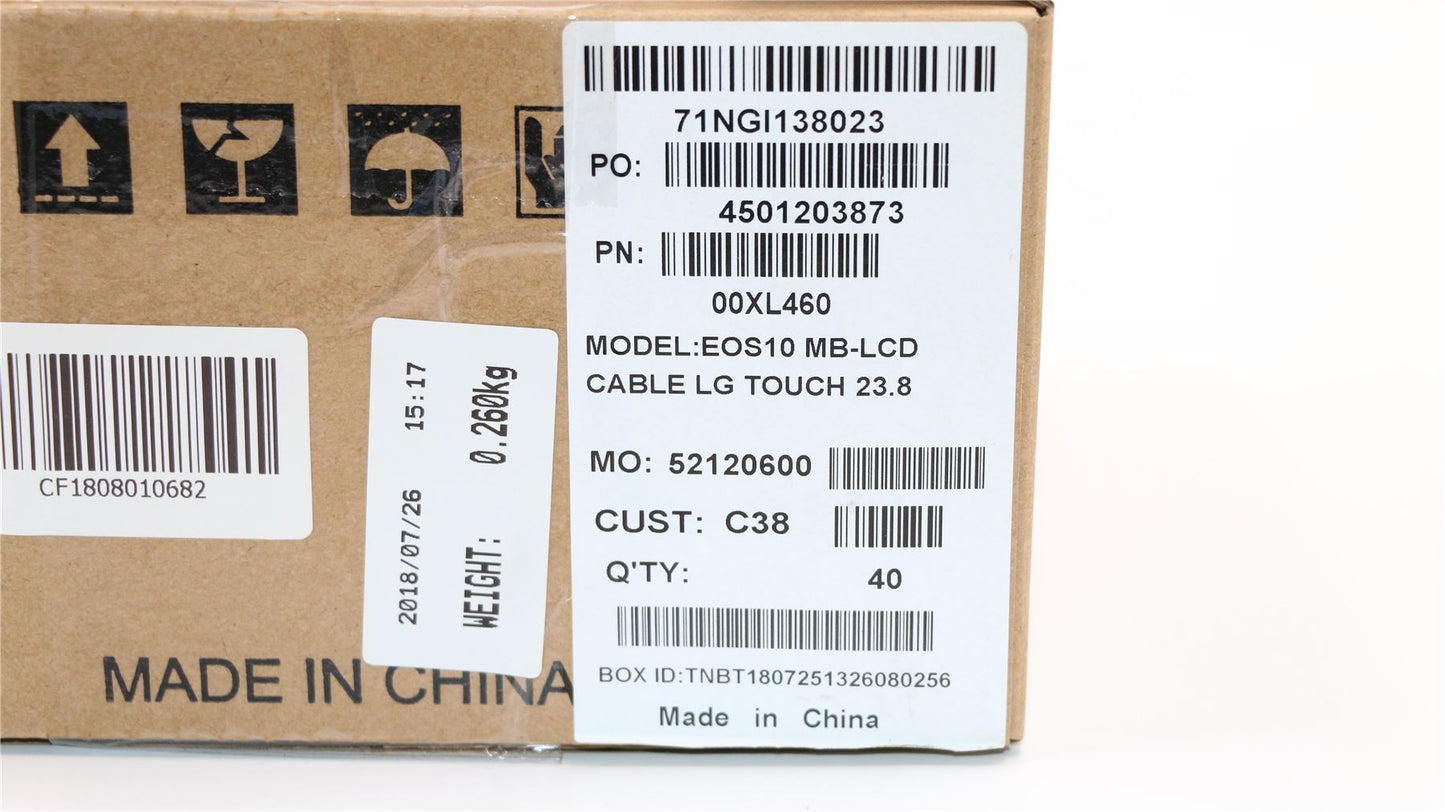 71NGI138023
PO:
4501203873
PN:
00XL460
MODEL:EOS10 MB-LCD
CABLE LG TOUCH 23.8
MO: 52120600
CUST: C38
Q'TY: 40
BOX ID:TNBT1807251326080256
Made in China
2018/07/26 15:17
WEIGHT: 0.260kg
CF1808010682
MADE IN CHINA